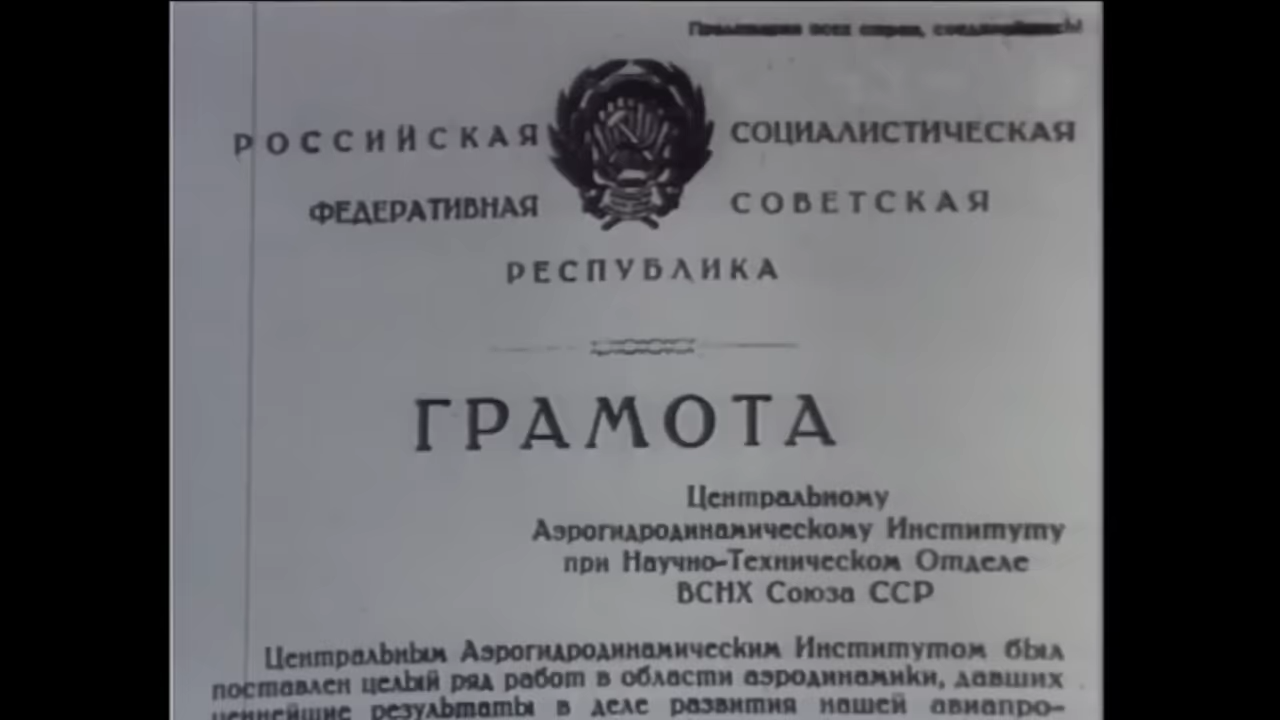 Пролетарии всех стран, соединяйтесь!
РОССИЙСКАЯ СОЦИАЛИСТИЧЕСКАЯ
ФЕДЕРАТИВНАЯ СОВЕТСКАЯ
РЕСПУБЛИКА
ГРАМОТА
Центральному
Аэрогидродинамическому Институту
при Научно-Техническом Отделе
ВСНХ Союза ССР
Центральным Аэрогидродинамическим Институтом был
поставлен целый ряд работ в области аэродинамики, давших
ценнейшие результаты в деле развития нашей авиапро-